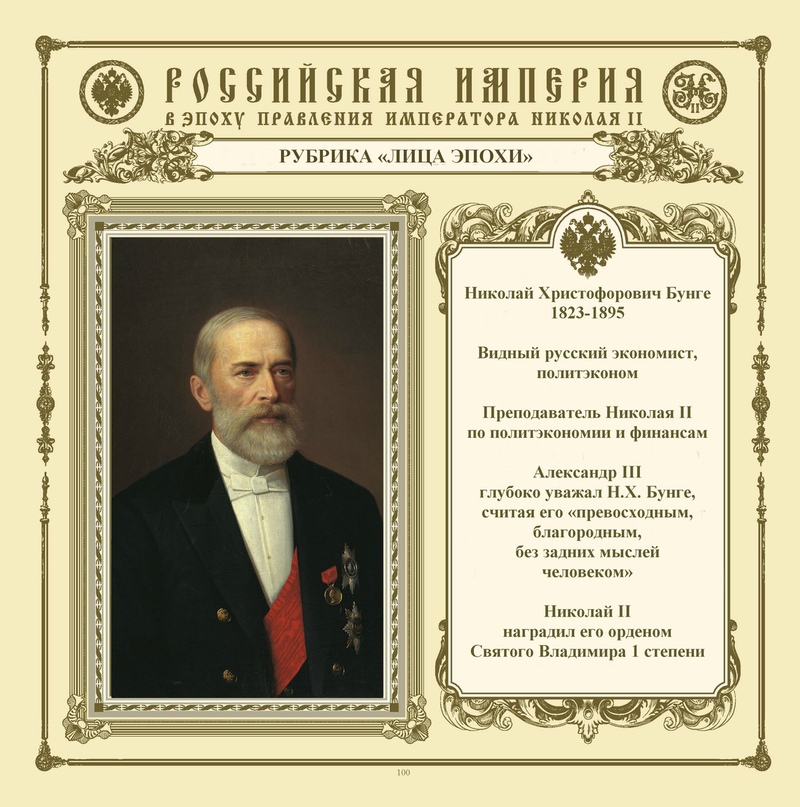 РОССИЙСКАЯ ИМПЕРИЯ
В ЭПОХУ ПРАВЛЕНИЯ ИМПЕРАТОРА НИКОЛАЯ II
РУБРИКА «ЛИЦА ЭПОХИ»
Николай Христофорович Бунге
1823-1895
Видный русский экономист,
политэконом
Преподаватель Николая II
по политэкономии и финансам
Александр III
глубоко уважал Н.Х. Бунге,
считая его «превосходным,
благородным,
без задних мыслей
человеком»
Николай II
наградил его орденом
Святого Владимира 1 степени
100